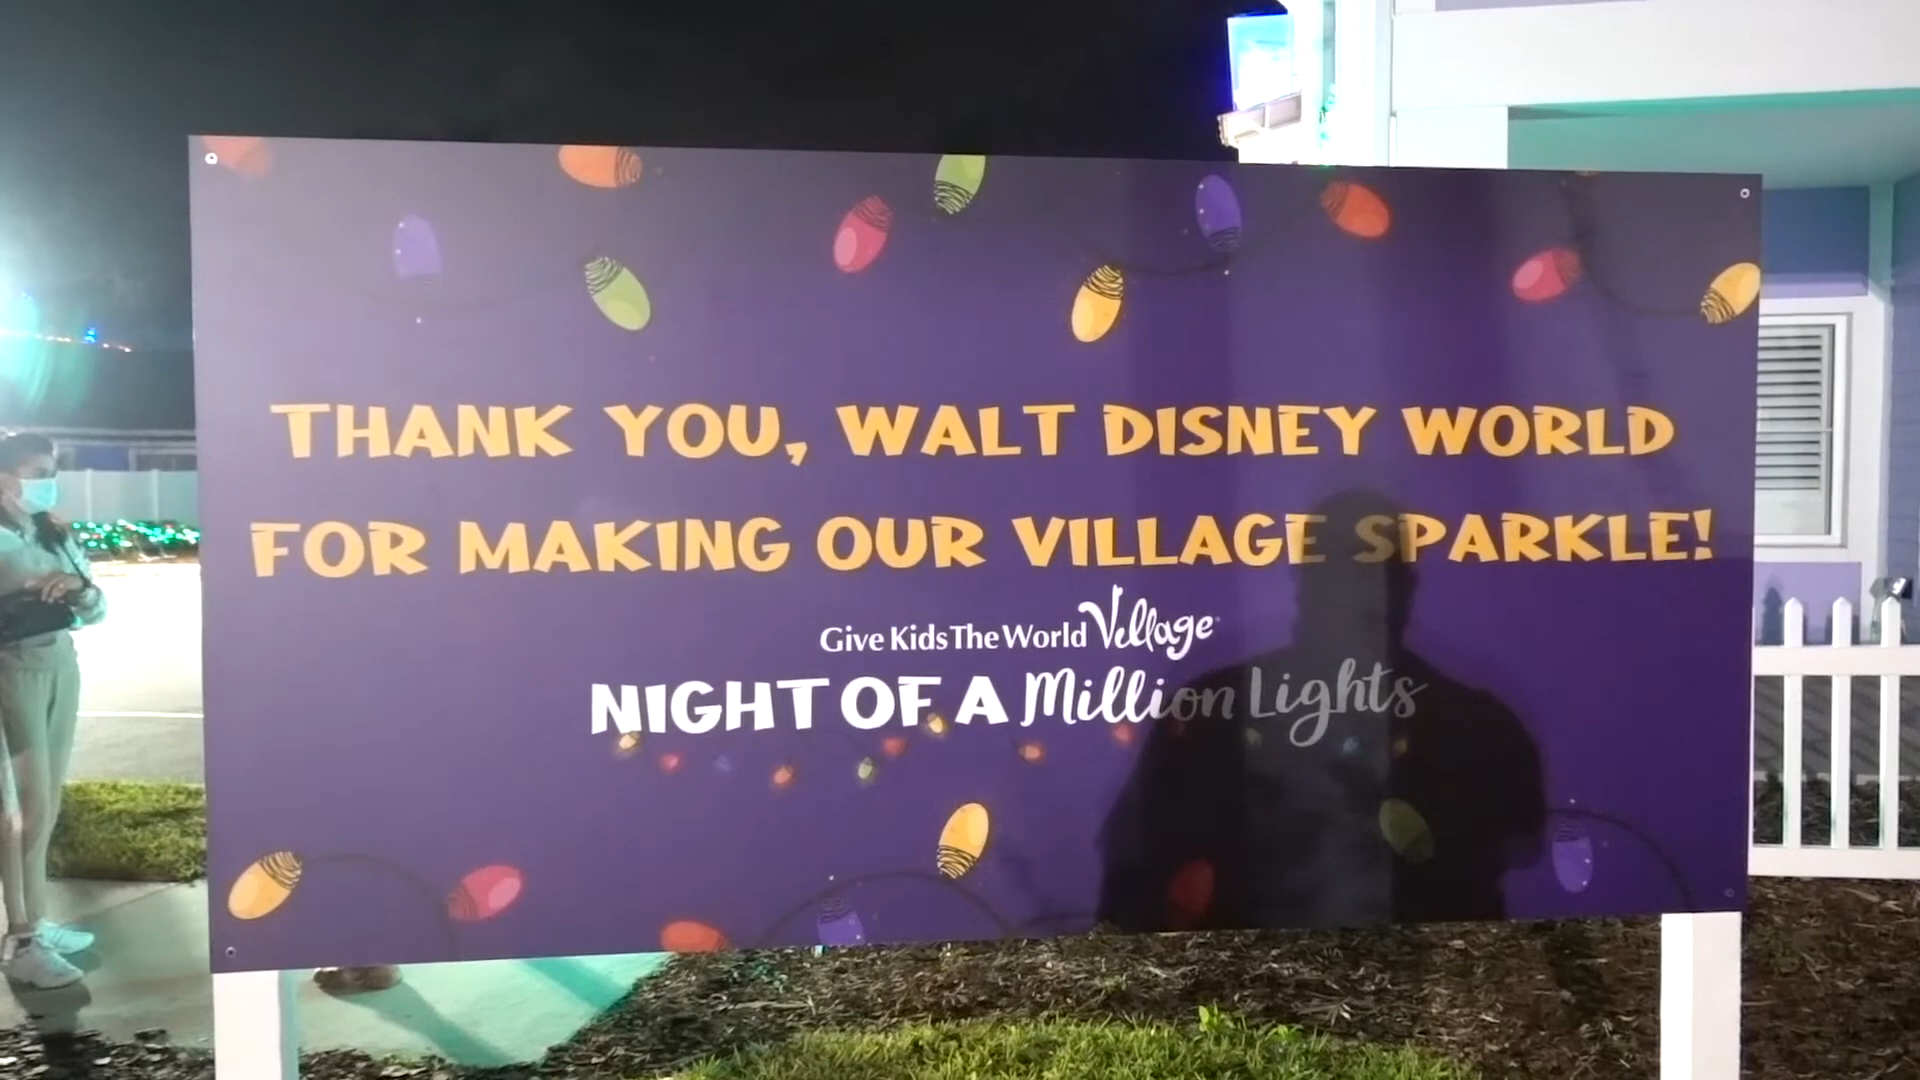 THANK YOU, WALT DISNEY WORLD
FOR MAKING OUR VILLAGE SPARKLE!
Give Kids The World Village
NIGHT OF A Million Lights